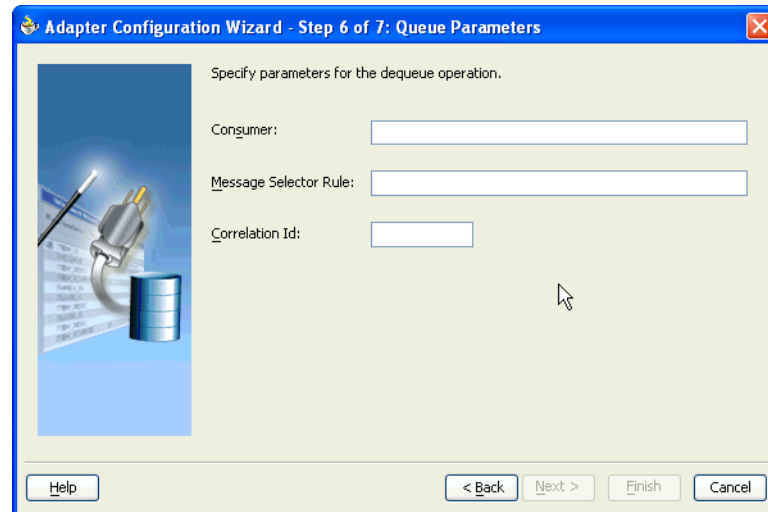 Adapter Configuration Wizard - Step 6 of 7: Queue Parameters
Specify parameters for the dequeue operation.
Consumer:
Message Selector Rule:
Correlation Id:
Help
< Back
Next >
Finish
Cancel